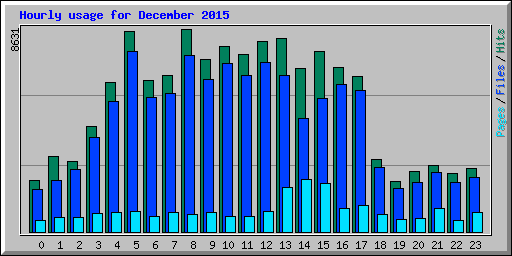 Hourly usage for December 2015
8631
Pages / Files / Hits
0 1 2 3 4 5 6 7 8 9 10 11 12 13 14 15 16 17 18 19 20 21 22 23